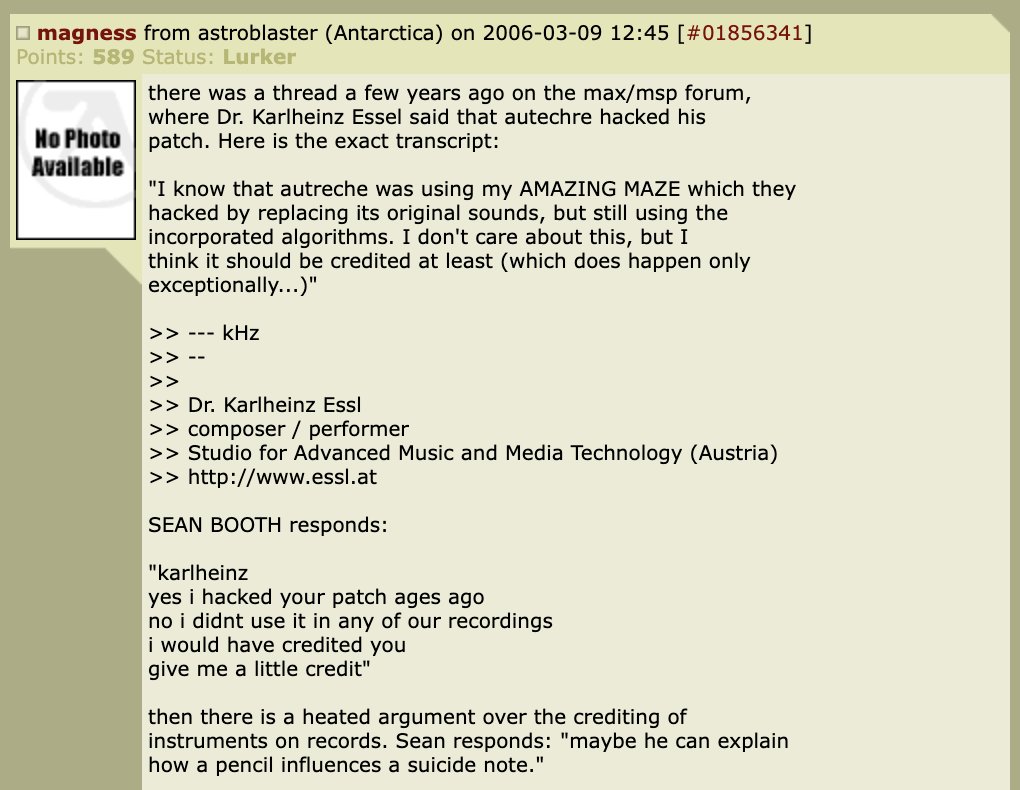 magness from astroblaster (Antarctica) on 2006-03-09 12:45 [#01856341]
Points: 589 Status: Lurker
No Photo
Available
there was a thread a few years ago on the max/msp forum,
where Dr. Karlheinz Essel said that autechre hacked his
patch. Here is the exact transcript:
"I know that autreche was using my AMAZING MAZE which they
hacked by replacing its original sounds, but still using the
incorporated algorithms. I don't care about this, but I
think it should be credited at least (which does happen only
exceptionally...)"
>> --- kHz
>> --
>>
>> Dr. Karlheinz Essl
>> composer / performer
>> Studio for Advanced Music and Media Technology (Austria)
>> http://www.essl.at
SEAN BOOTH responds:
"karlheinz
yes i hacked your patch ages ago
no i didnt use it in any of our recordings
i would have credited you
give me a little credit"
then there is a heated argument over the crediting of
instruments on records. Sean responds: "maybe he can explain
how a pencil influences a suicide note."